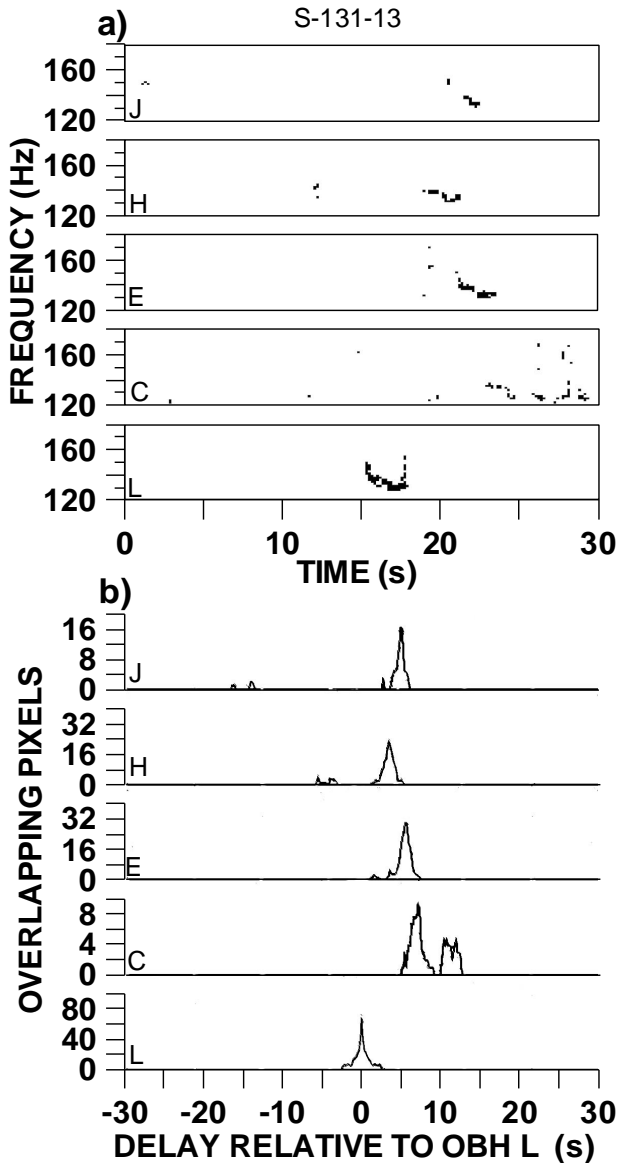 S-131-13
a)
FREQUENCY (Hz)
160
120
J
160
120
H
160
120
E
160
120
C
160
120
L
0 10 20 30
TIME (s)
b)
OVERLAPPING PIXELS
16
8
0
J
32
16
0
H
32
16
0
E
8
4
0
C
80
40
0
L
-30 -20 -10 0 10 20 30
DELAY RELATIVE TO OBH L (s)